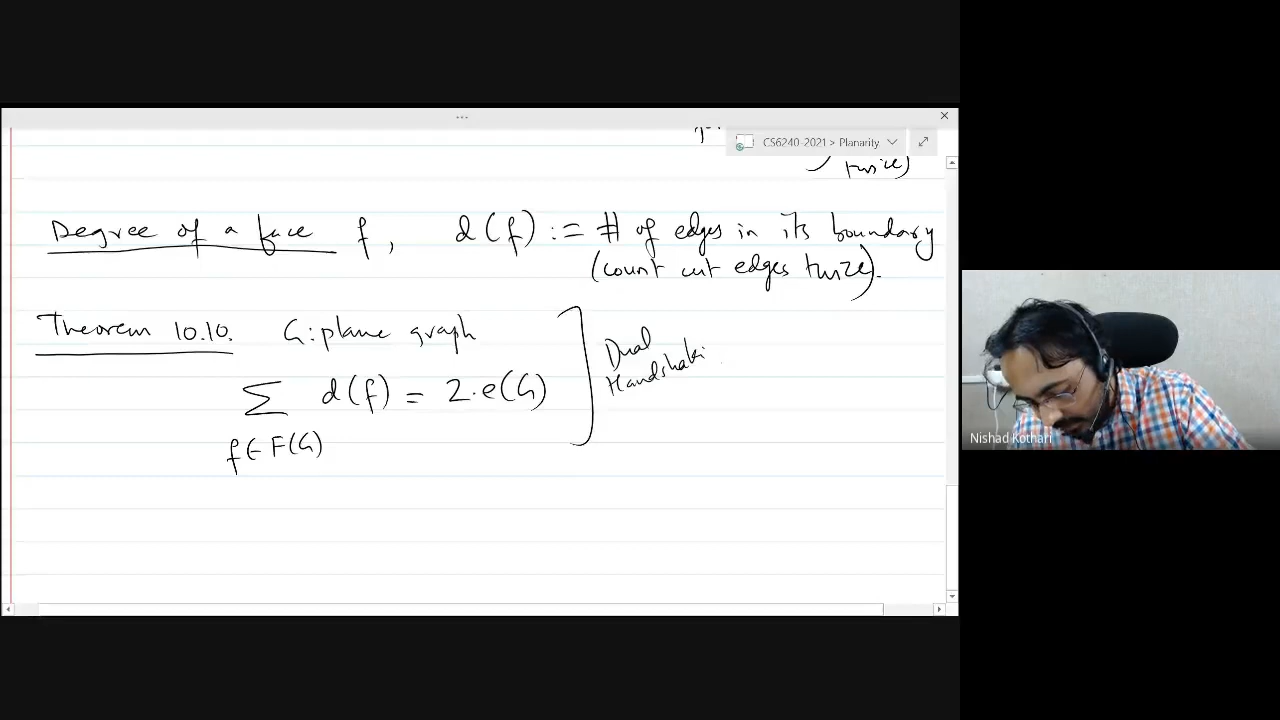 CS6240-2021 > Planarity
twice)
Degree of a face f, d(f) := # of edges in its boundary
(count cut edges twice).
Theorem 10.10. G: plane graph
∑ d(f) = 2·e(G)
f∈F(G)
Dual
Handshaki
Nishad Kothari